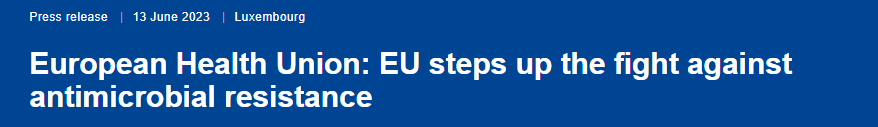 Press release | 13 June 2023 | Luxembourg
European Health Union: EU steps up the fight against
antimicrobial resistance